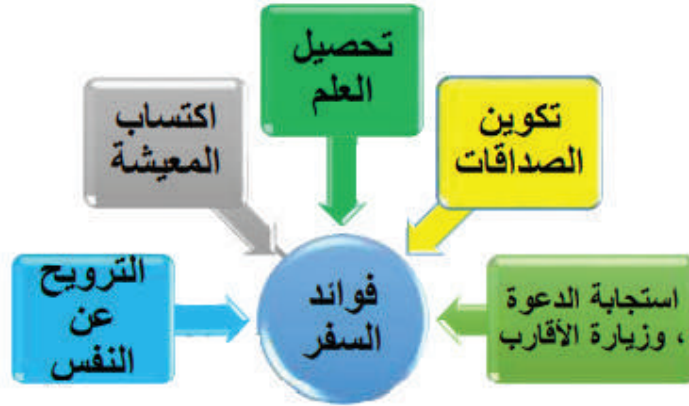 تحصيل
العلم
تكوين
الصداقات
اكتساب
المعيشة
استجابة الدعوة
، وزيارة الأقارب
فوائد
السفر
الترويح
عن
النفس